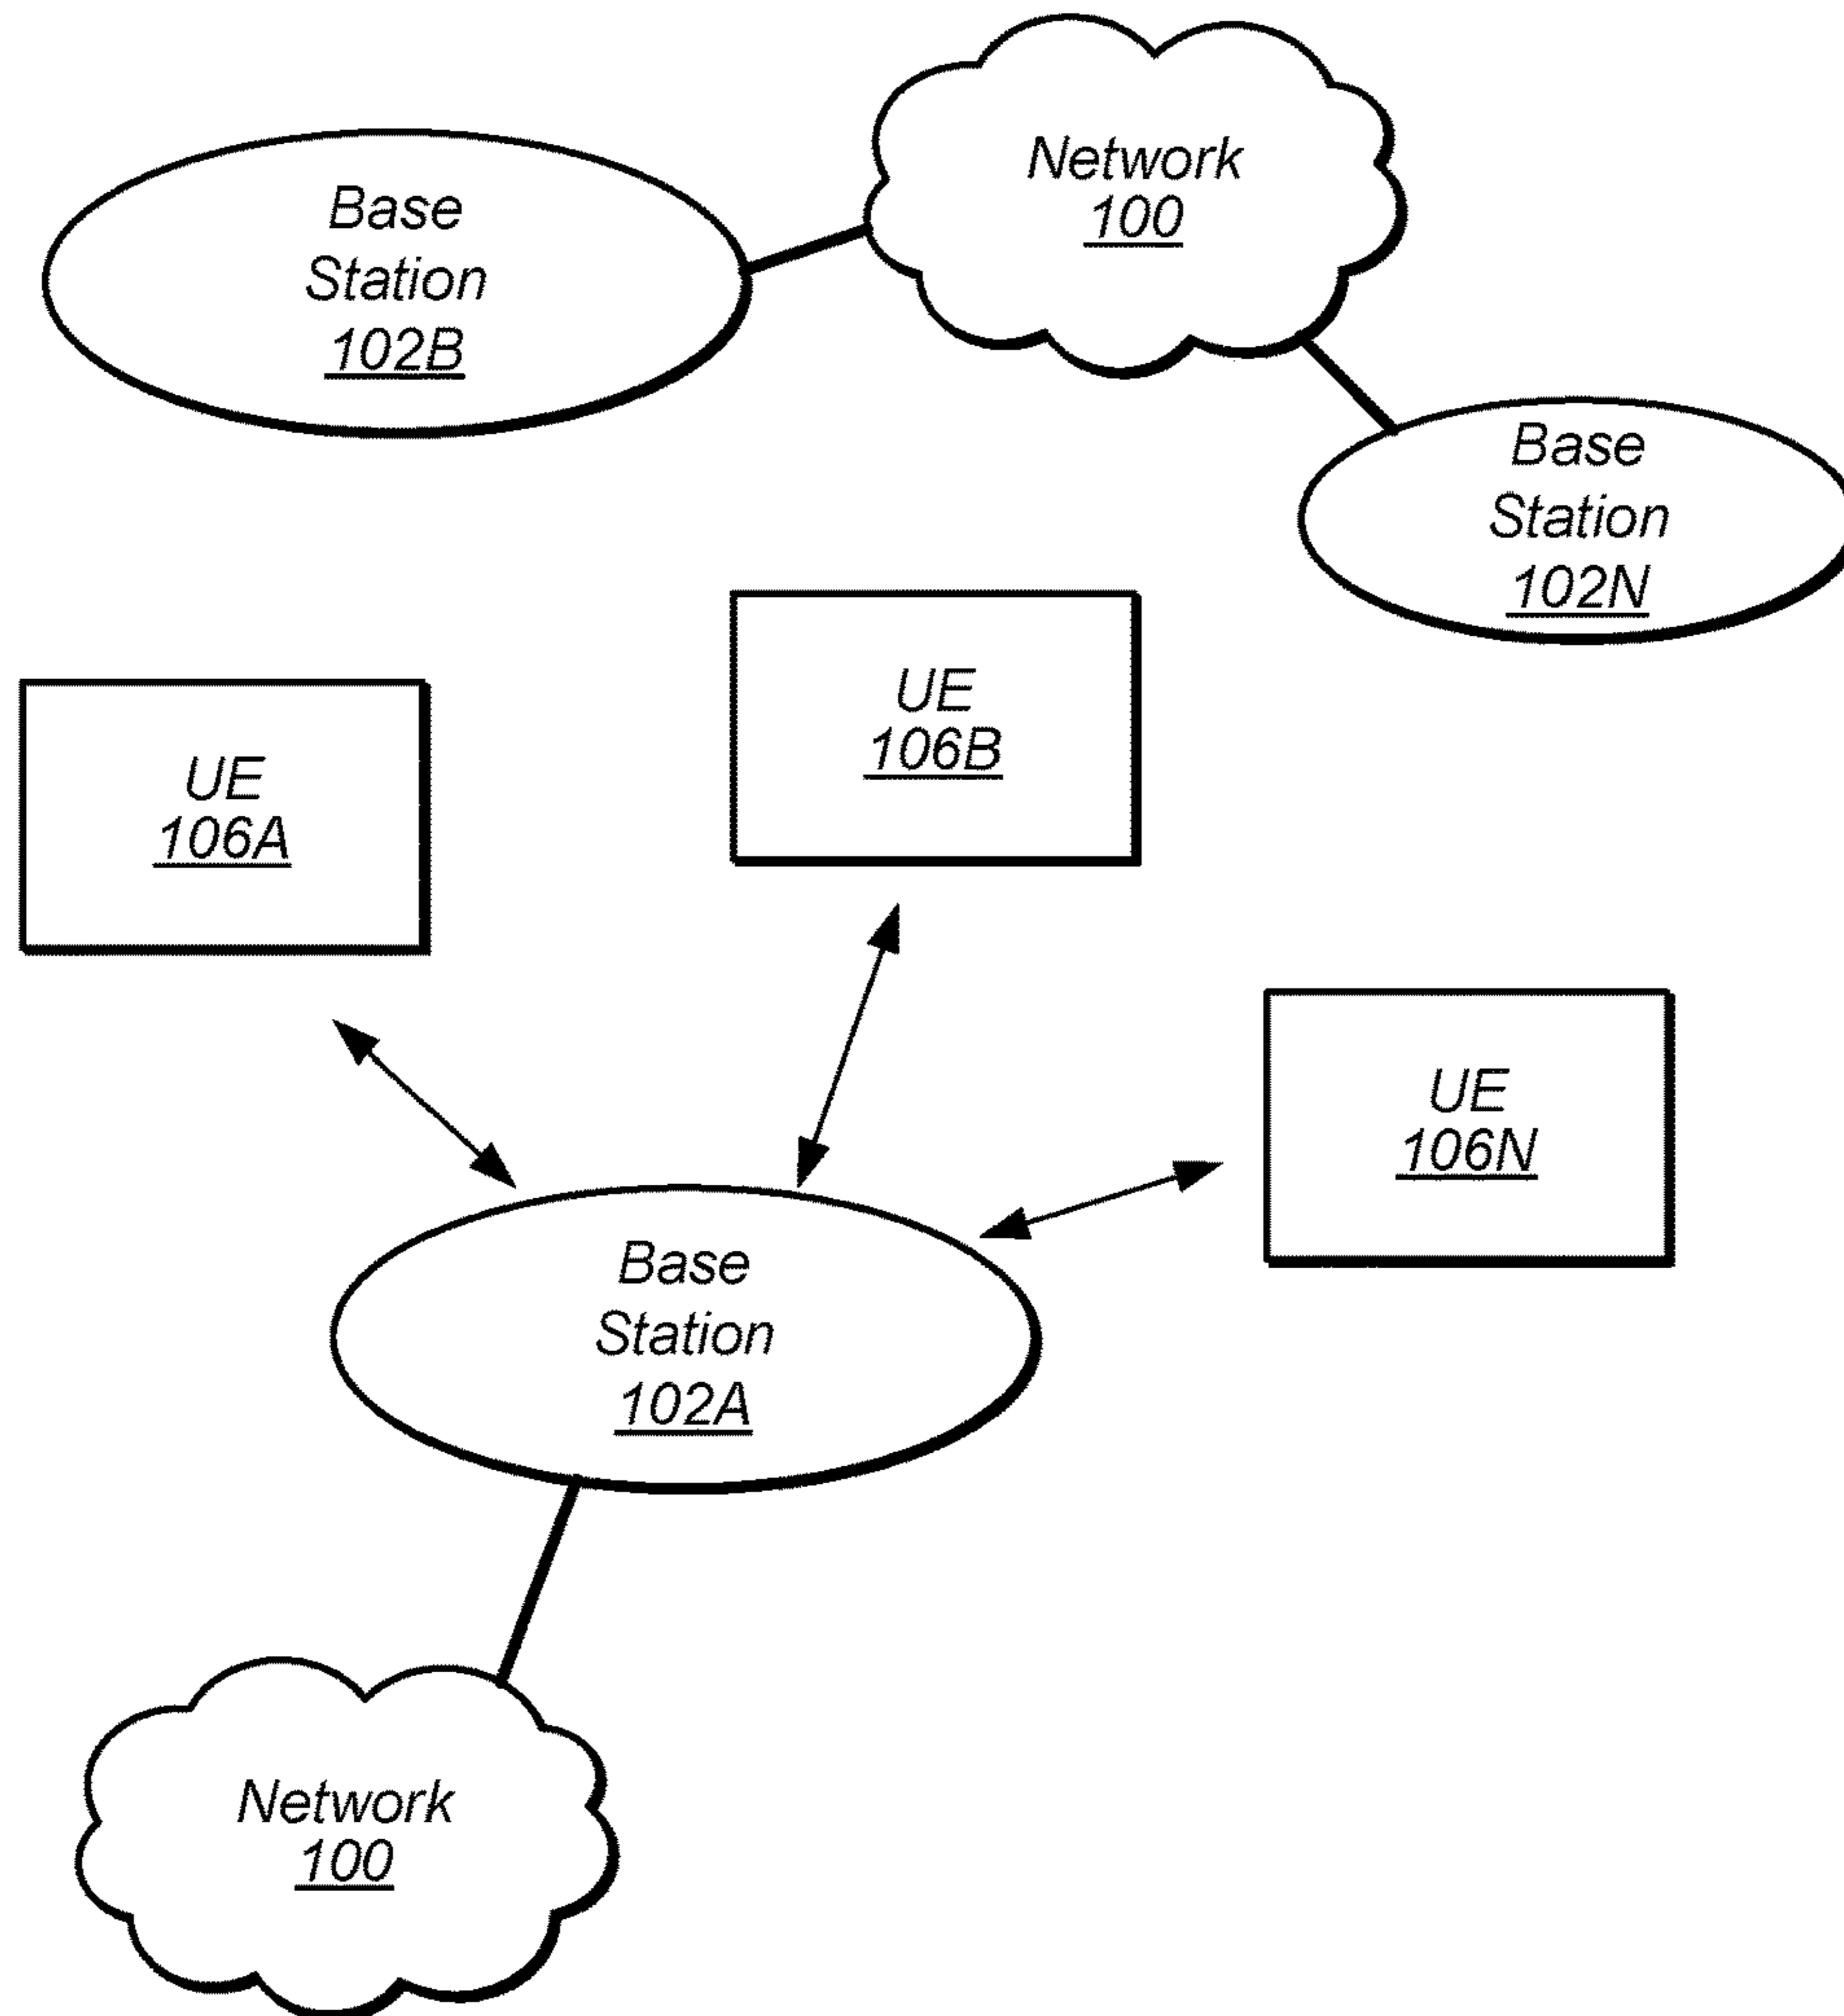 Network
100
Base
Station
102B
Base
Station
102N
UE
106B
UE
106A
UE
106N
Base
Station
102A
Network
100